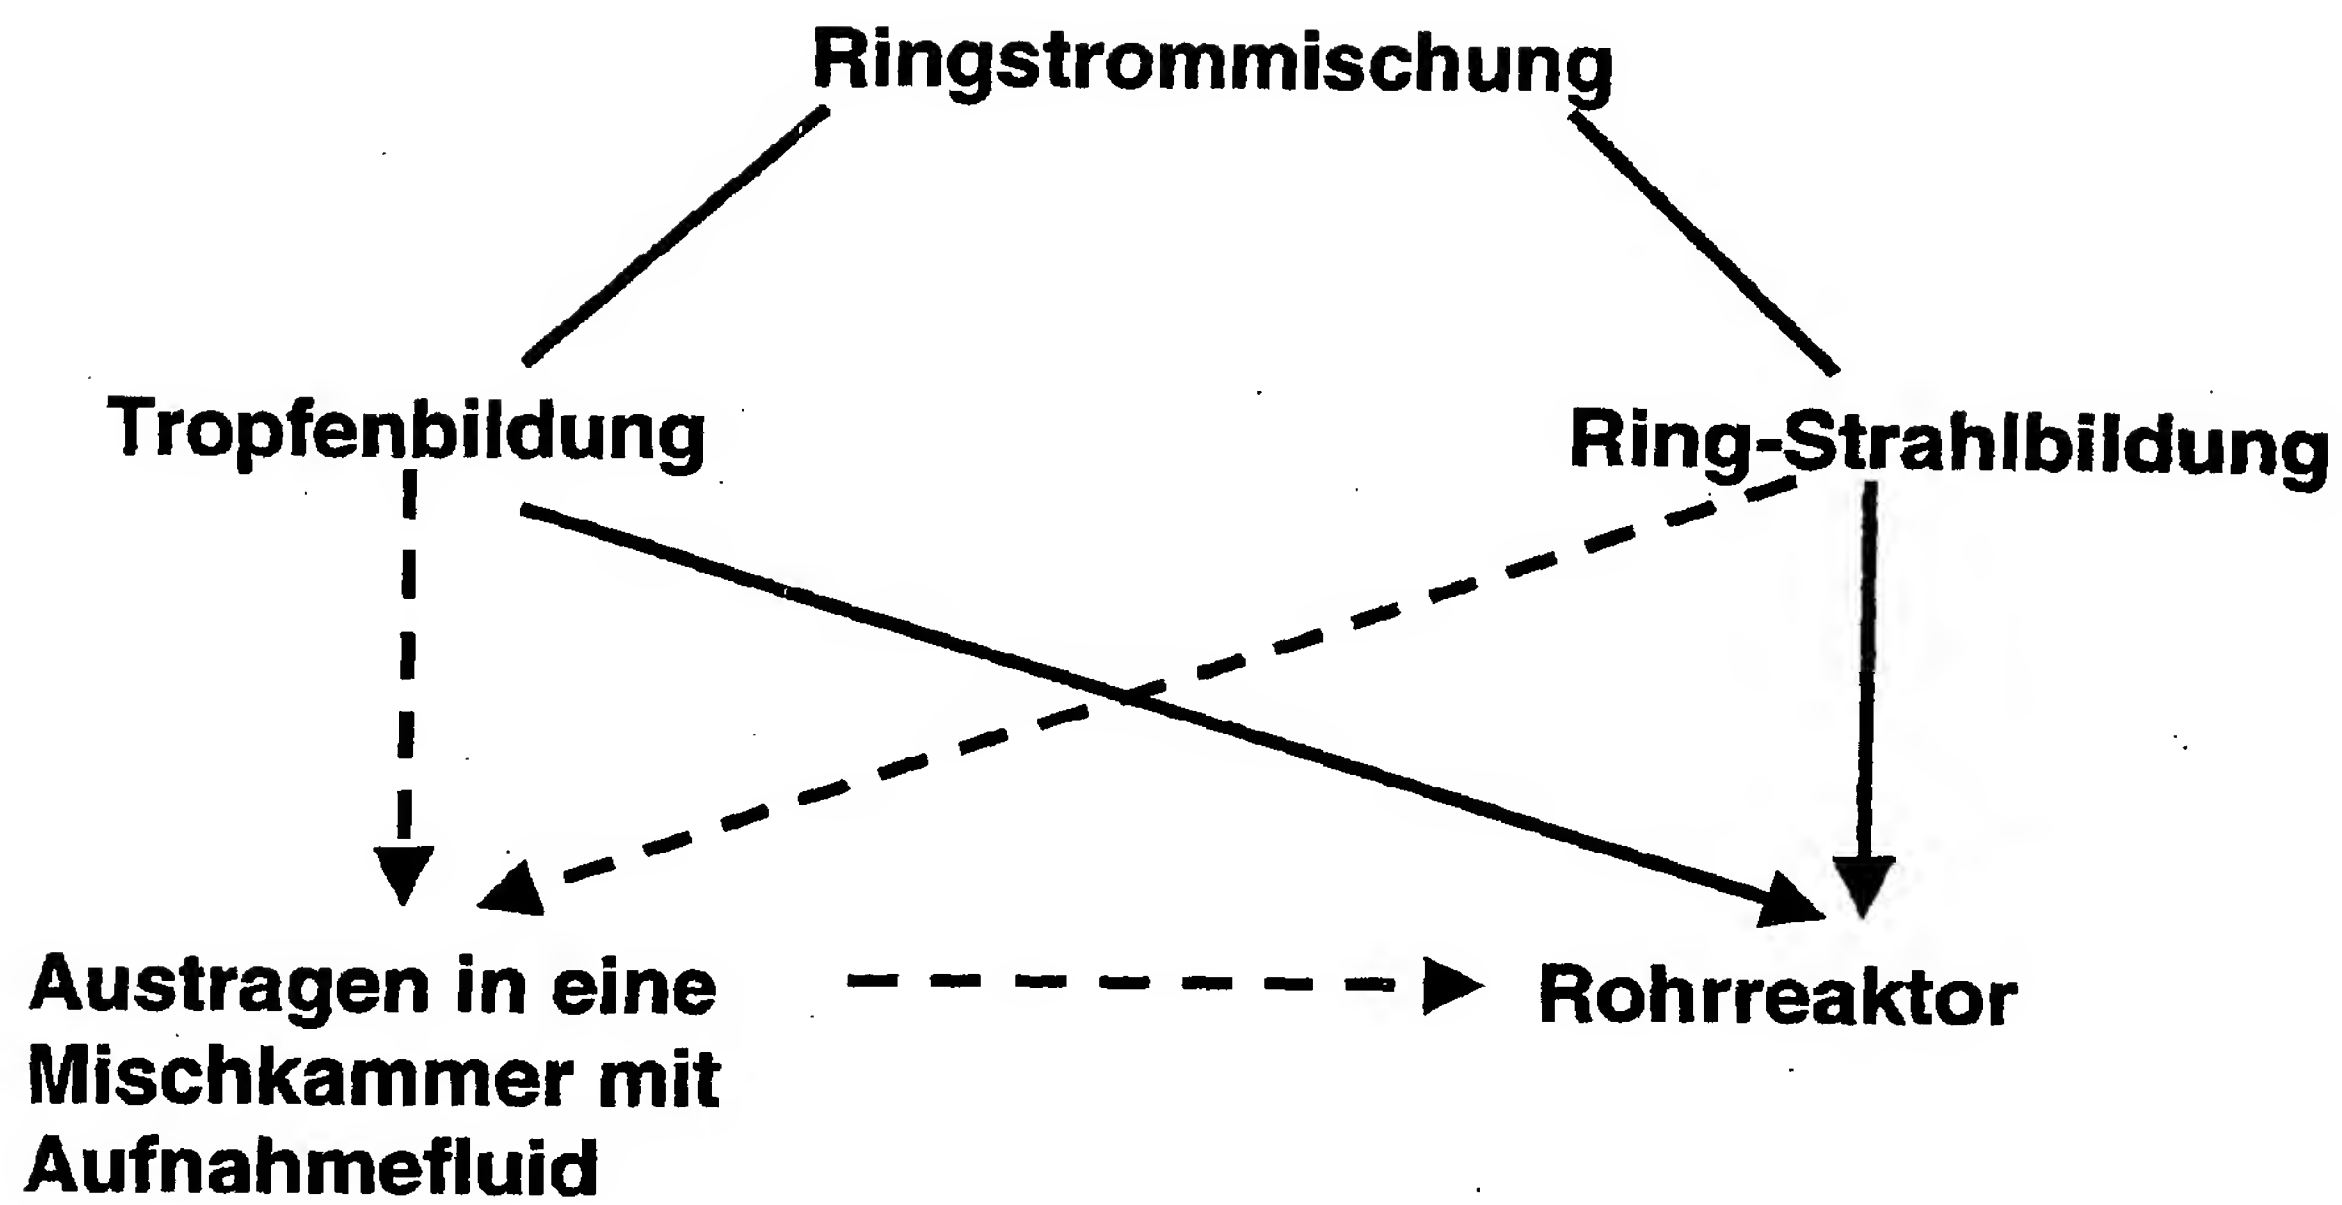 Ringstrommischung
Tropfenbildung
Ring-Strahlbildung
Austragen in eine
Mischkammer mit
Aufnahmefluid
Rohrreaktor